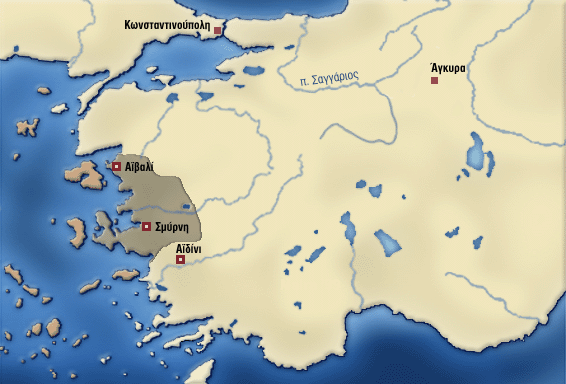 Κωνσταντινούπολη
Άγκυρα
π. Σαγγάριος
Αϊβαλί
Σμύρνη
Αϊδίνι